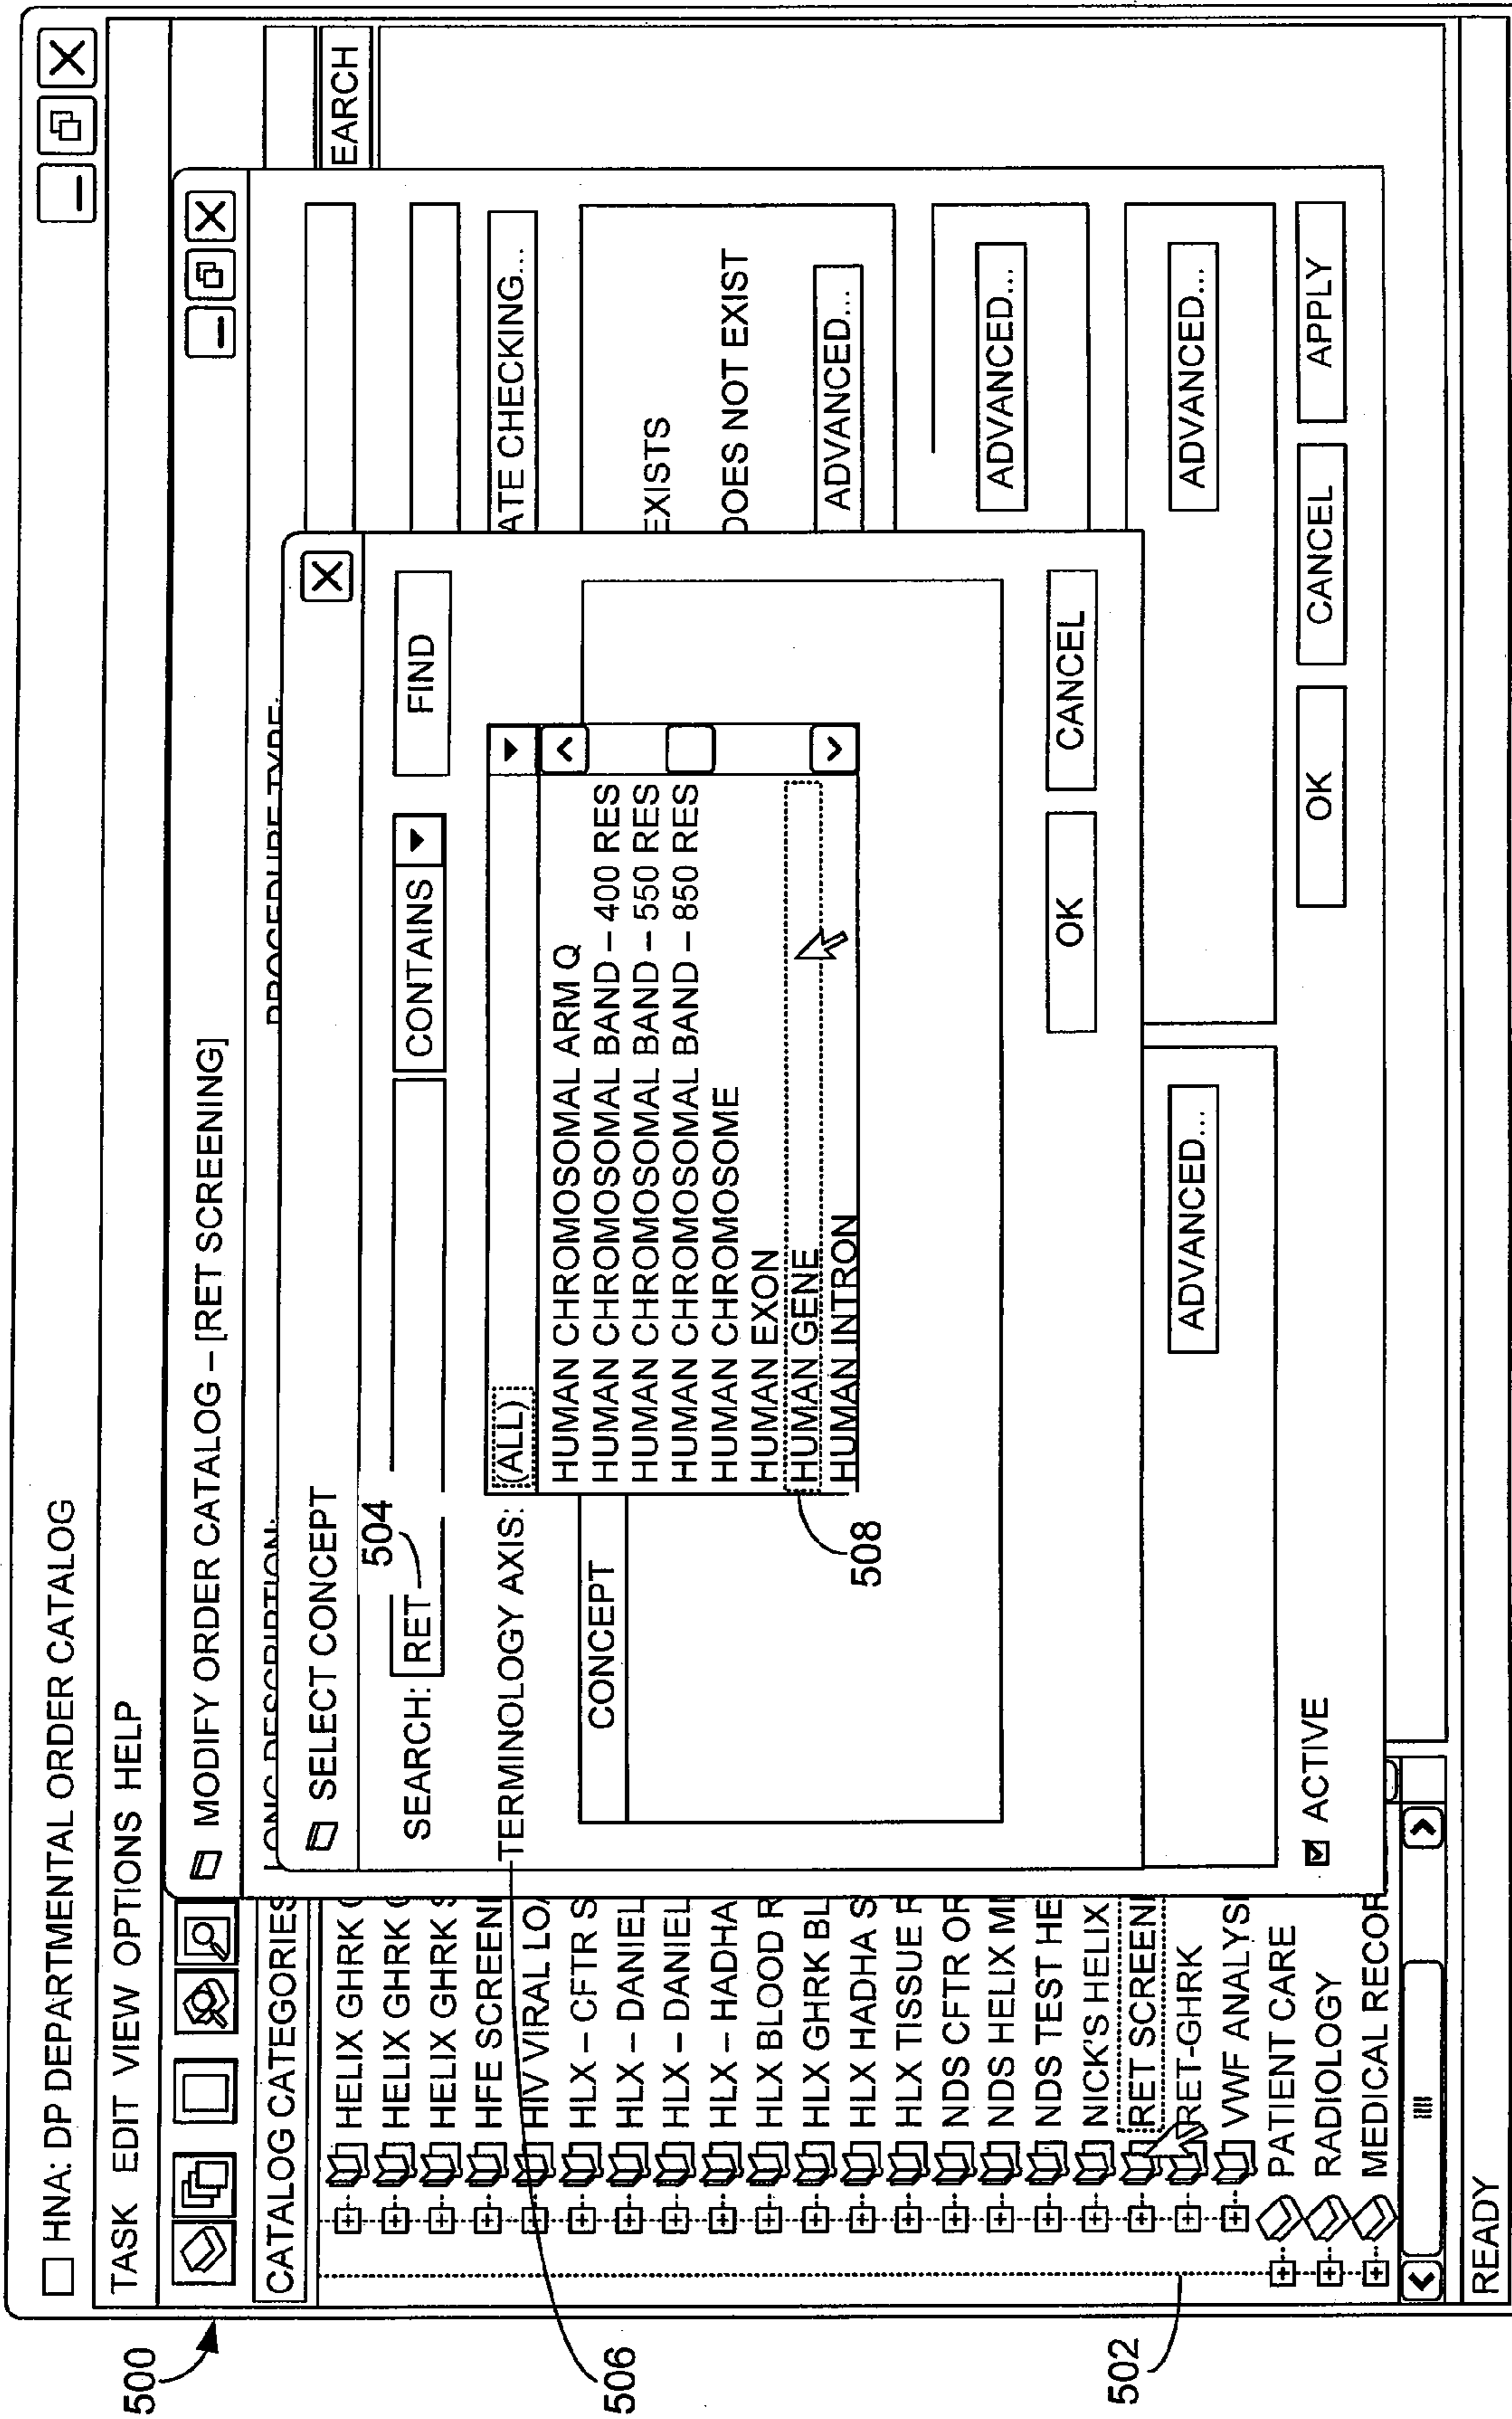 500
HNA: DP DEPARTMENTAL ORDER CATALOG
TASK EDIT VIEW OPTIONS HELP
CATALOG CATEGORIES
HELIX GHRK
HELIX GHRK
HELIX GHRK S
HFE SCREENI
HIV VIRAL LOA
HLX – CFTR S
HLX – DANIEL
HLX – DANIEL
HLX – HADHA
HLX BLOOD R
HLX GHRK BL
HLX HADHA S
HLX TISSUE R
NDS CFTR OR
NDS HELIX
NDS TEST HE
NICK'S HELIX
RET SCREENI
RET-GHRK
VWF ANALYSI
PATIENT CARE
RADIOLOGY
MEDICAL RECOR
502
READY
EARCH
MODIFY ORDER CATALOG – [RET SCREENING]
LONG DESCRIPTION:
PROCEDURE TYPE:
ATE CHECKING...
EXISTS
DOES NOT EXIST
ADVANCED...
ADVANCED...
ADVANCED...
ADVANCED...
ACTIVE
OK
CANCEL
APPLY
SELECT CONCEPT
504
SEARCH: RET
CONTAINS
FIND
506
TERMINOLOGY AXIS:
(ALL)
HUMAN CHROMOSOMAL ARM Q
HUMAN CHROMOSOMAL BAND – 400 RES
HUMAN CHROMOSOMAL BAND – 550 RES
HUMAN CHROMOSOMAL BAND – 850 RES
HUMAN CHROMOSOME
HUMAN EXON
HUMAN GENE
HUMAN INTRON
508
CONCEPT
OK
CANCEL